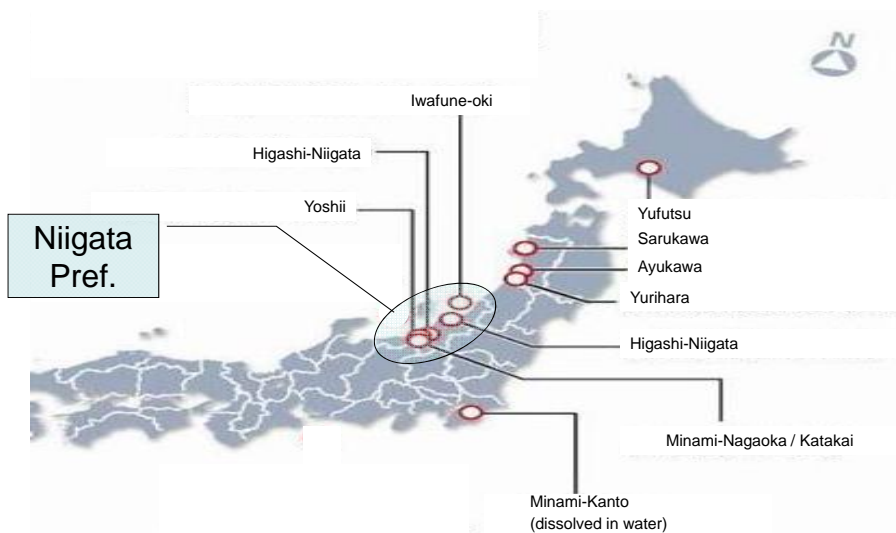 N
Iwafune-oki
Higashi-Niigata
Yoshii
Niigata
Pref.
Yufutsu
Sarukawa
Ayukawa
Yurihara
Higashi-Niigata
Minami-Nagaoka / Katakai
Minami-Kanto
(dissolved in water)